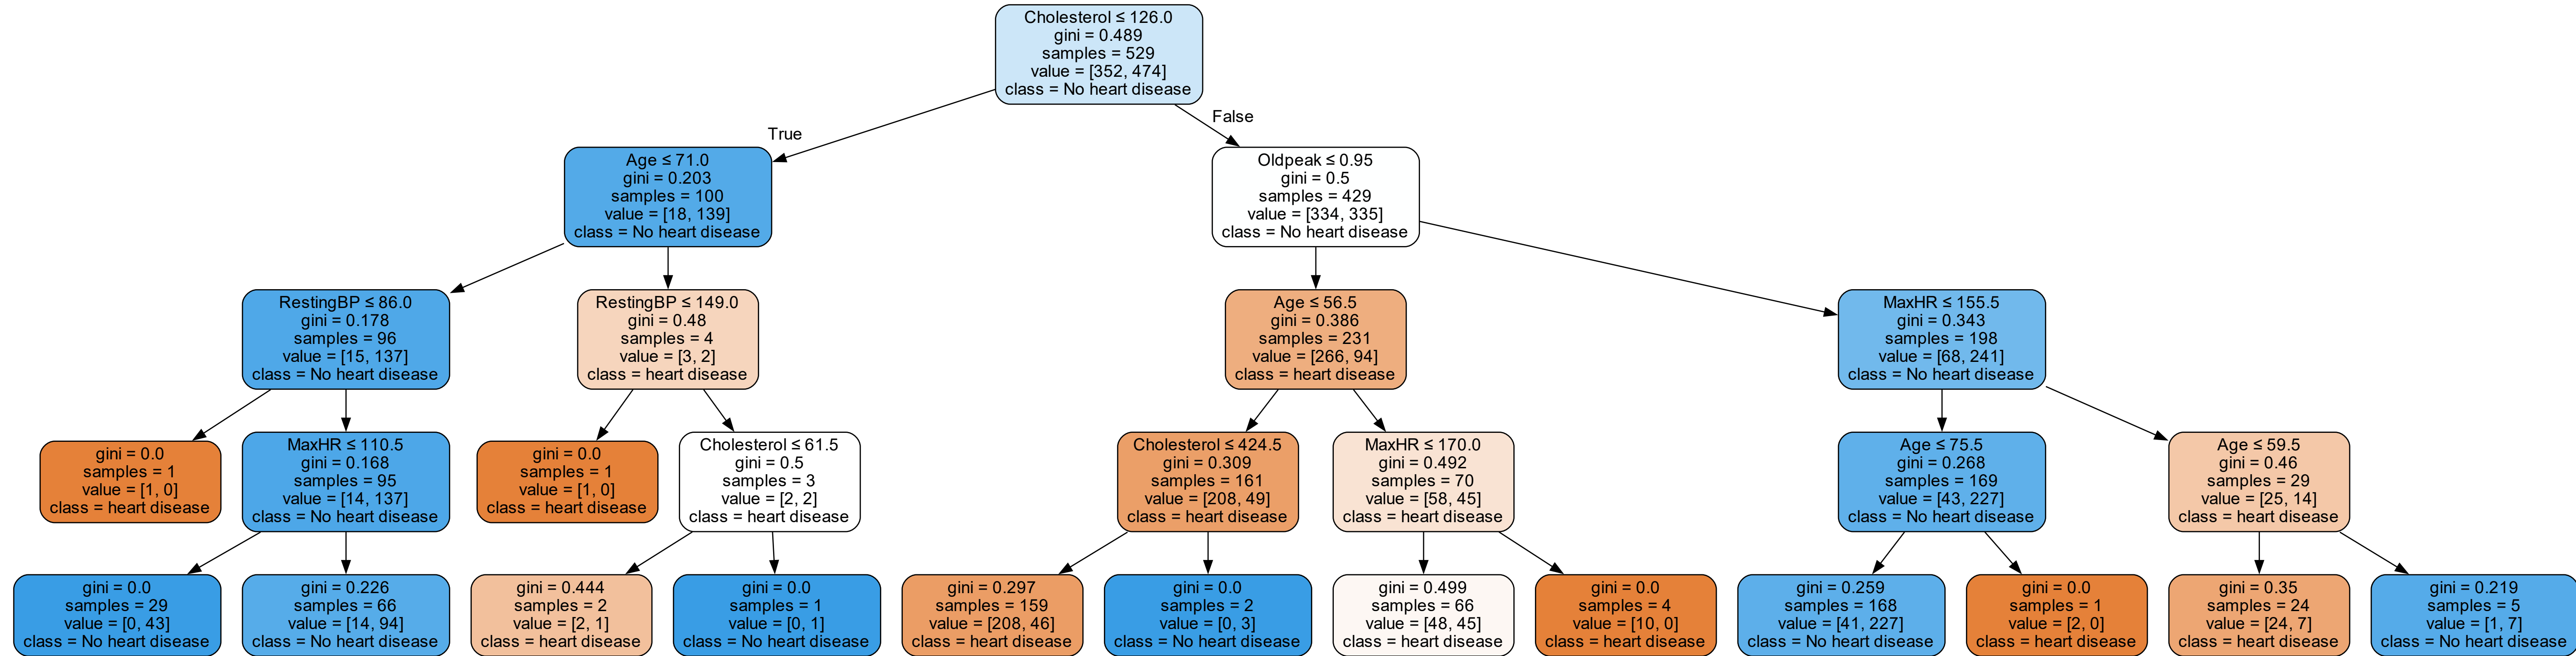 Cholesterol ≤ 126.0
gini = 0.489
samples = 529
value = [352, 474]
class = No heart disease
True
False
Age ≤ 71.0
gini = 0.203
samples = 100
value = [18, 139]
class = No heart disease
Oldpeak ≤ 0.95
gini = 0.5
samples = 429
value = [334, 335]
class = No heart disease
RestingBP ≤ 86.0
gini = 0.178
samples = 96
value = [15, 137]
class = No heart disease
RestingBP ≤ 149.0
gini = 0.48
samples = 4
value = [3, 2]
class = heart disease
Age ≤ 56.5
gini = 0.386
samples = 231
value = [266, 94]
class = heart disease
MaxHR ≤ 155.5
gini = 0.343
samples = 198
value = [68, 241]
class = No heart disease
gini = 0.0
samples = 1
value = [1, 0]
class = heart disease
MaxHR ≤ 110.5
gini = 0.168
samples = 95
value = [14, 137]
class = No heart disease
gini = 0.0
samples = 1
value = [1, 0]
class = heart disease
Cholesterol ≤ 61.5
gini = 0.5
samples = 3
value = [2, 2]
class = heart disease
Cholesterol ≤ 424.5
gini = 0.309
samples = 161
value = [208, 49]
class = heart disease
MaxHR ≤ 170.0
gini = 0.492
samples = 70
value = [58, 45]
class = heart disease
Age ≤ 75.5
gini = 0.268
samples = 169
value = [43, 227]
class = No heart disease
Age ≤ 59.5
gini = 0.46
samples = 29
value = [25, 14]
class = heart disease
gini = 0.0
samples = 29
value = [0, 43]
class = No heart disease
gini = 0.226
samples = 66
value = [14, 94]
class = No heart disease
gini = 0.444
samples = 2
value = [2, 1]
class = heart disease
gini = 0.0
samples = 1
value = [0, 1]
class = No heart disease
gini = 0.297
samples = 159
value = [208, 46]
class = heart disease
gini = 0.0
samples = 2
value = [0, 3]
class = No heart disease
gini = 0.499
samples = 66
value = [48, 45]
class = heart disease
gini = 0.0
samples = 4
value = [10, 0]
class = heart disease
gini = 0.259
samples = 168
value = [41, 227]
class = No heart disease
gini = 0.0
samples = 1
value = [2, 0]
class = heart disease
gini = 0.35
samples = 24
value = [24, 7]
class = heart disease
gini = 0.219
samples = 5
value = [1, 7]
class = No heart disease